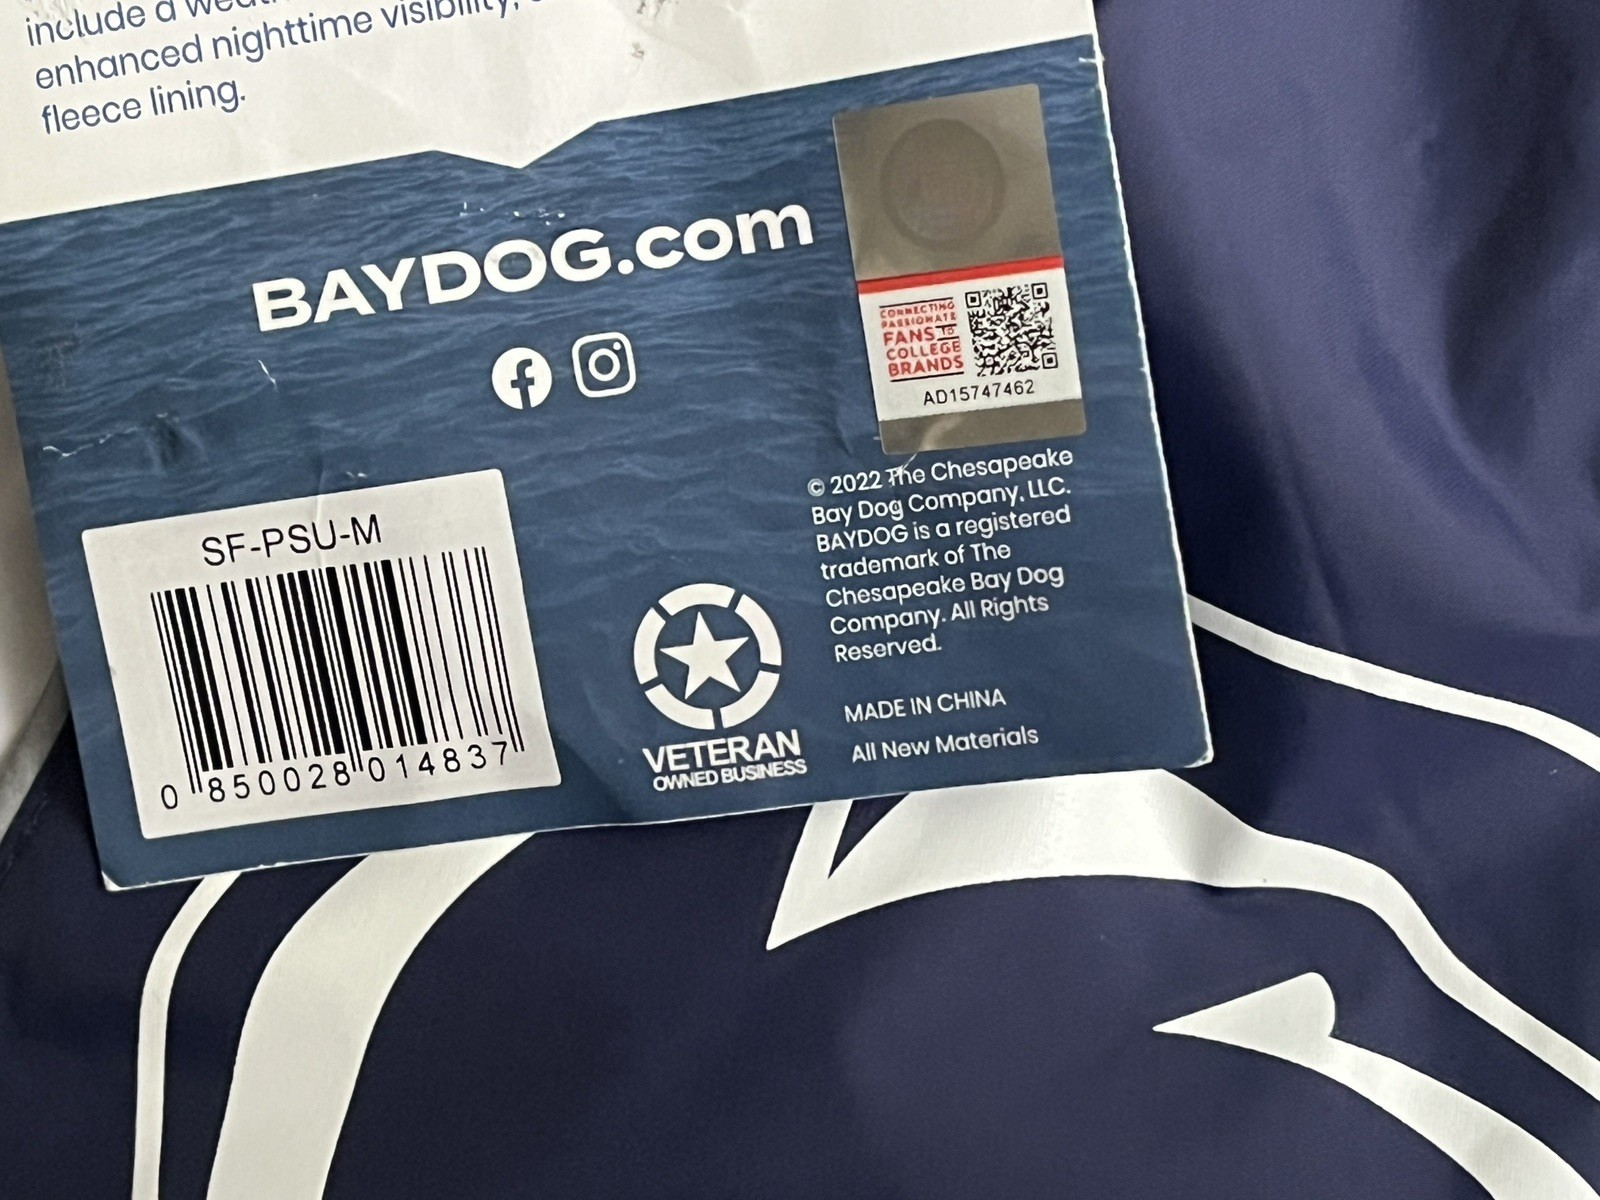 include a
enhanced nighttime visibility,
fleece lining.
BAYDOG.com
CONNECTING
PASSIONATE
FANS TO
COLLEGE
BRANDS
AD15747462
© 2022 The Chesapeake
Bay Dog Company, LLC.
BAYDOG is a registered
trademark of The
Chesapeake Bay Dog
Company. All Rights
Reserved.
MADE IN CHINA
All New Materials
SF-PSU-M
0 850028 014837
VETERAN
OWNED BUSINESS